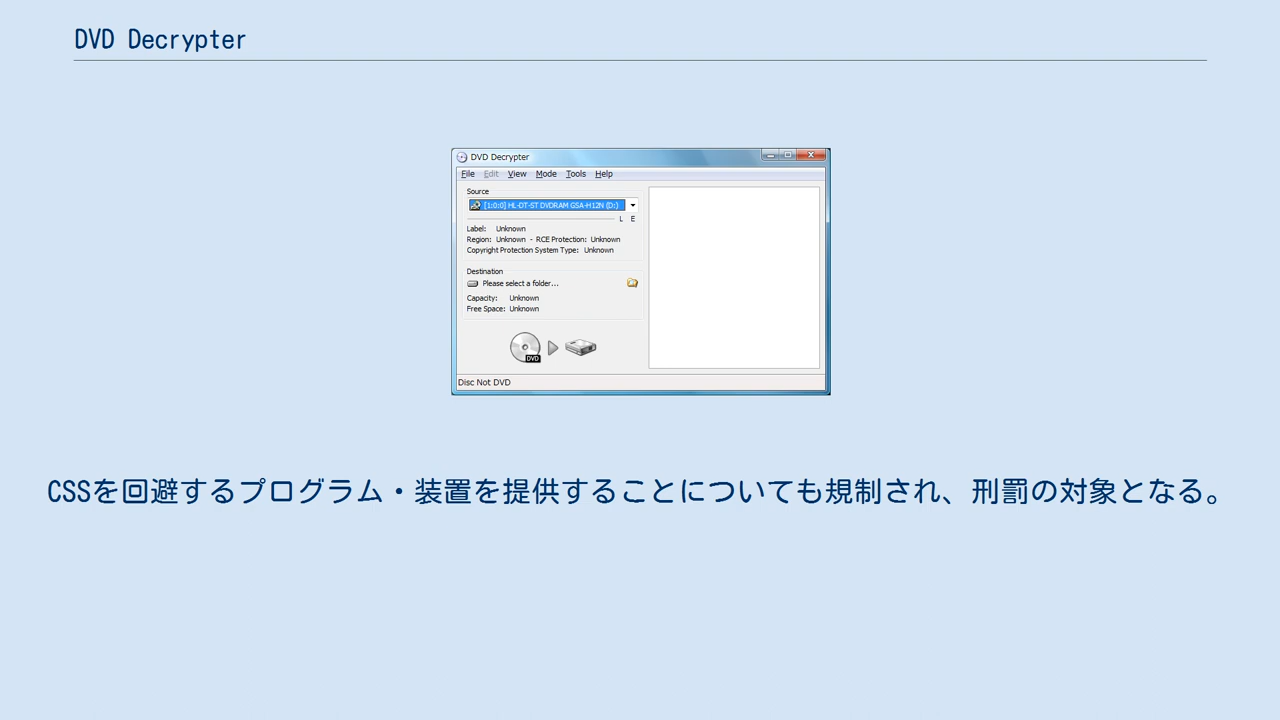 DVD Decrypter
DVD Decrypter
File Edit View Mode Tools Help
Source
[1:0:0] HL-DT-ST DVDRAM GSA-H12N (D:)
L E
Label: Unknown
Region: Unknown - RCE Protection: Unknown
Copyright Protection System Type: Unknown
Destination
Please select a folder...
Capacity: Unknown
Free Space: Unknown
DVD
Disc Not DVD
CSSを回避するプログラム・装置を提供することについても規制され、刑罰の対象となる。